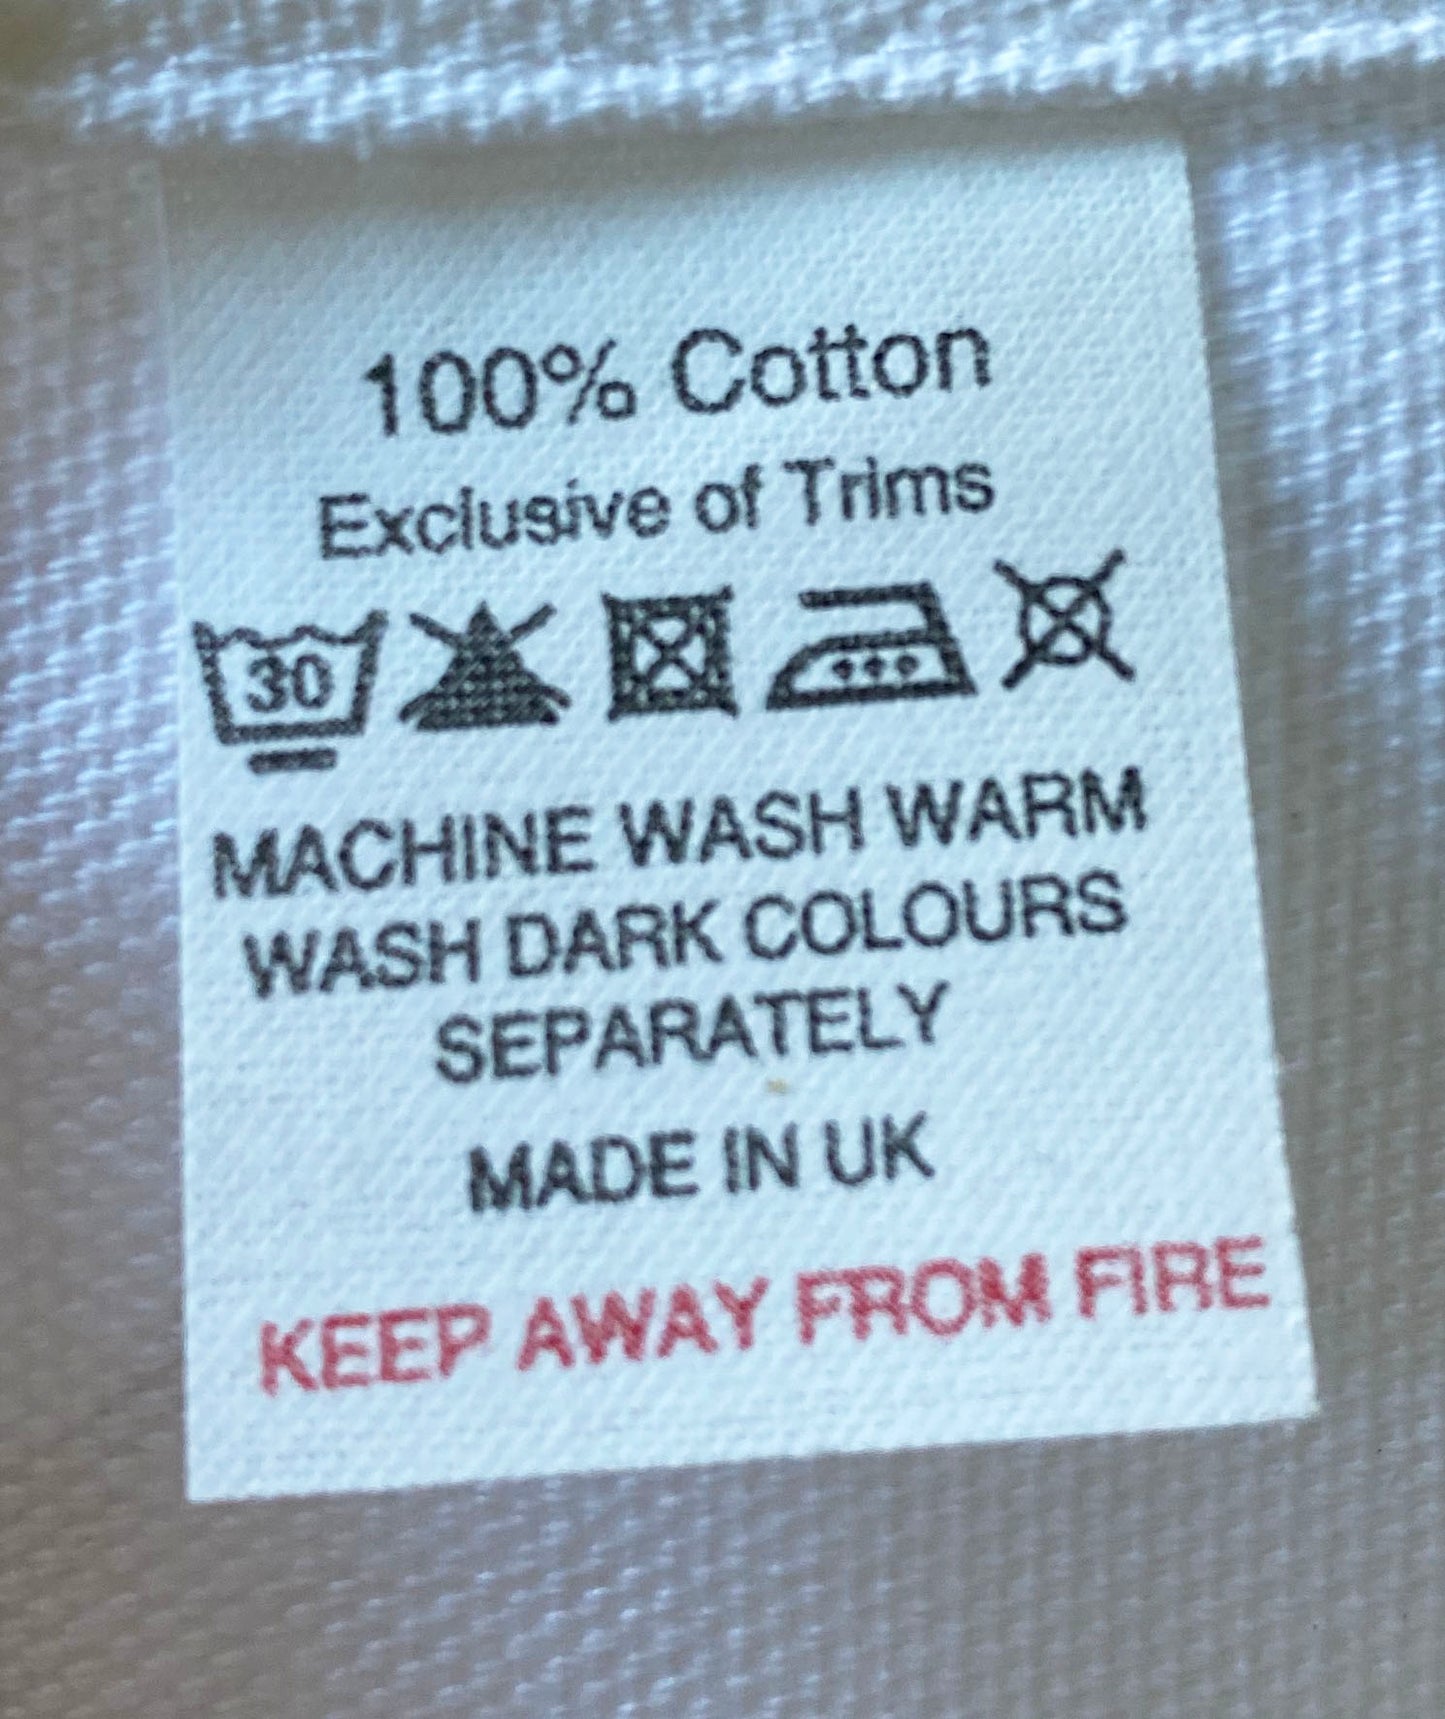 100% Cotton
Exclusive of Trims
30
MACHINE WASH WARM
WASH DARK COLOURS
SEPARATELY
MADE IN UK
KEEP AWAY FROM FIRE